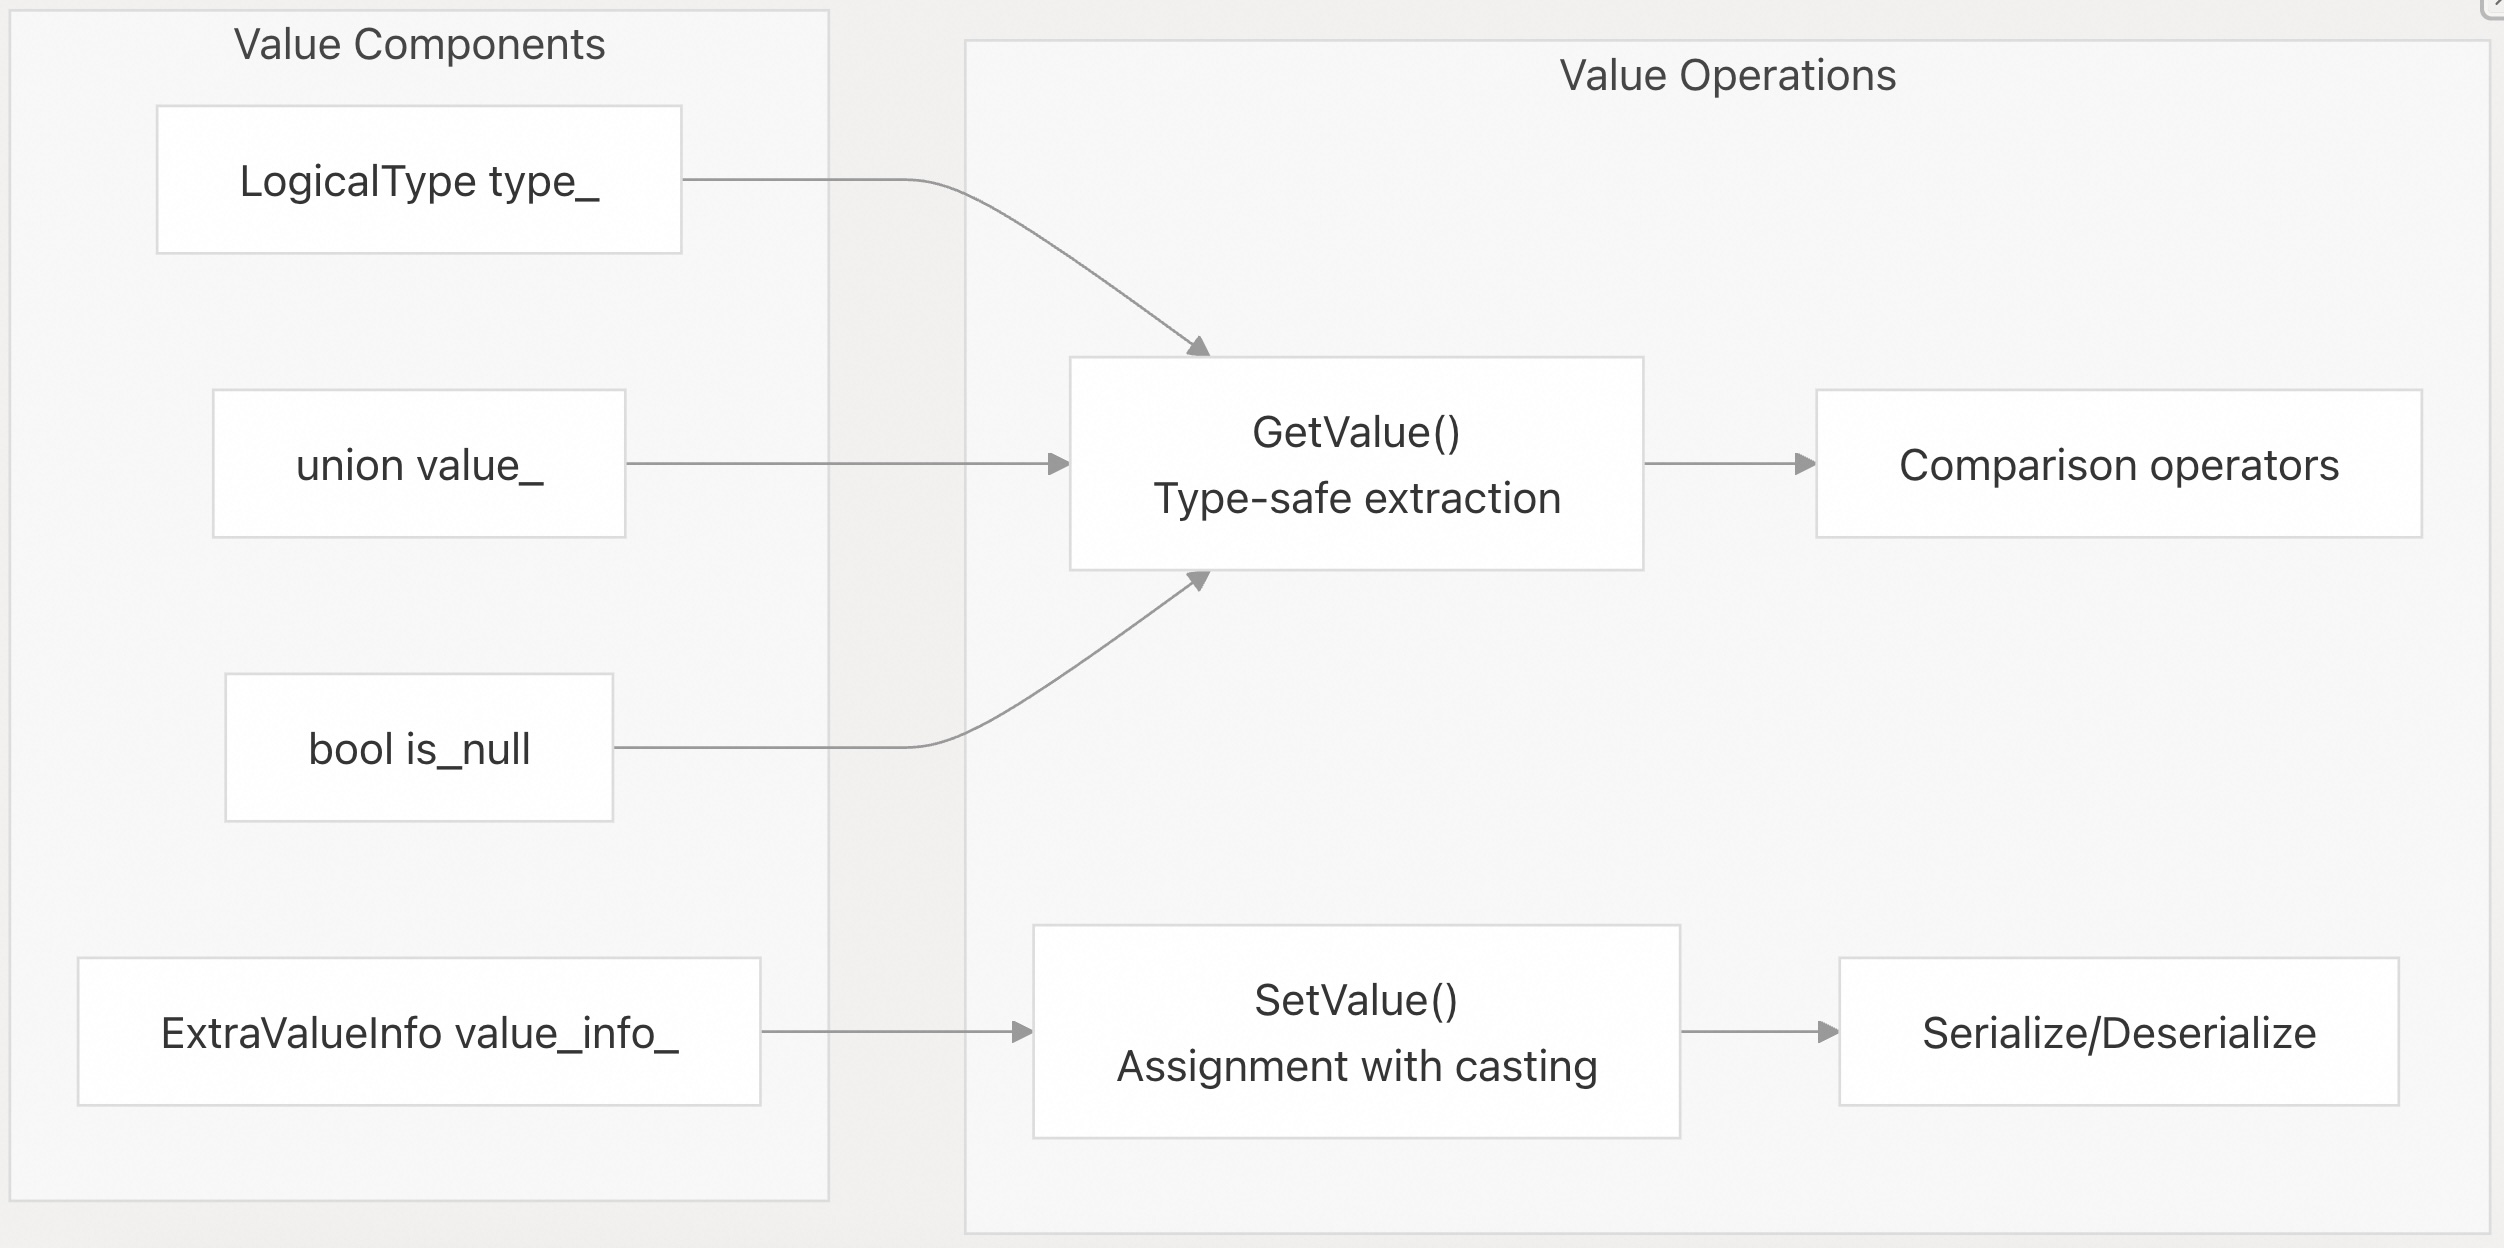 Value Components
LogicalType type_
union value_
bool is_null
ExtraValueInfo value_info_
Value Operations
GetValue()
Type-safe extraction
Comparison operators
SetValue()
Assignment with casting
Serialize/Deserialize